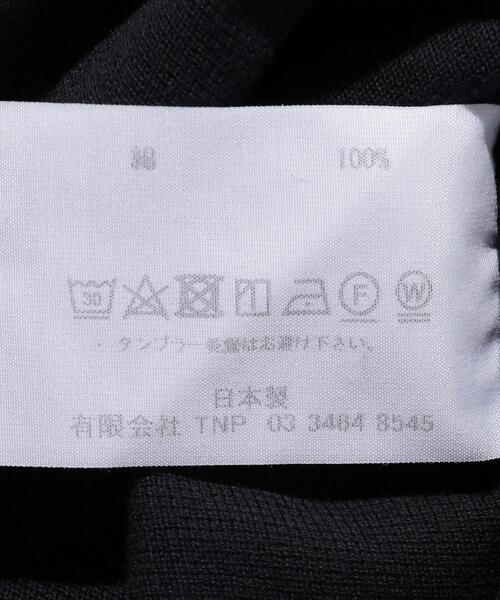 綿 100%
30 F W
・タンブラー乾燥はお避け下さい。
日本製
有限会社 TNP 03 3464 8545